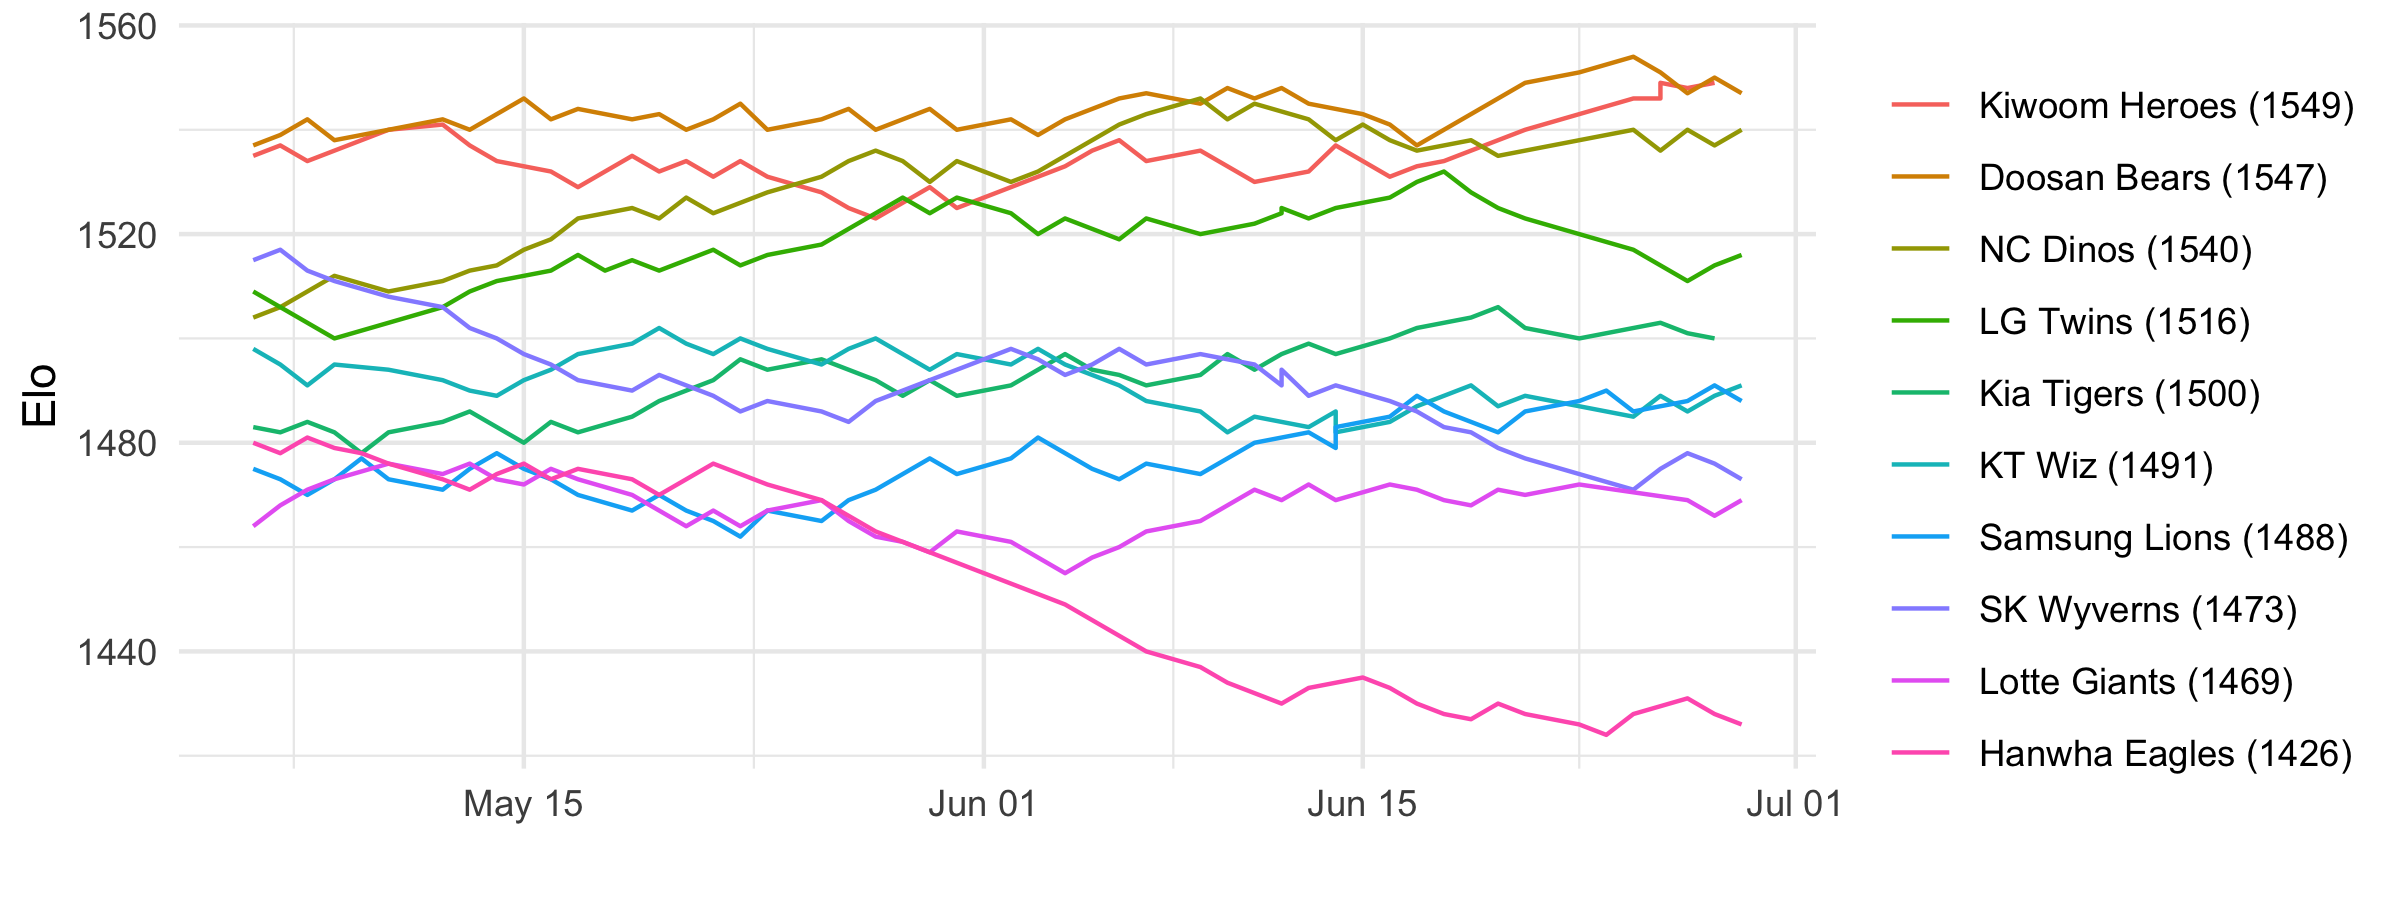 1560
1520
1480
1440
Elo
May 15
Jun 01
Jun 15
Jul 01
Kiwoom Heroes (1549)
Doosan Bears (1547)
NC Dinos (1540)
LG Twins (1516)
Kia Tigers (1500)
KT Wiz (1491)
Samsung Lions (1488)
SK Wyverns (1473)
Lotte Giants (1469)
Hanwha Eagles (1426)